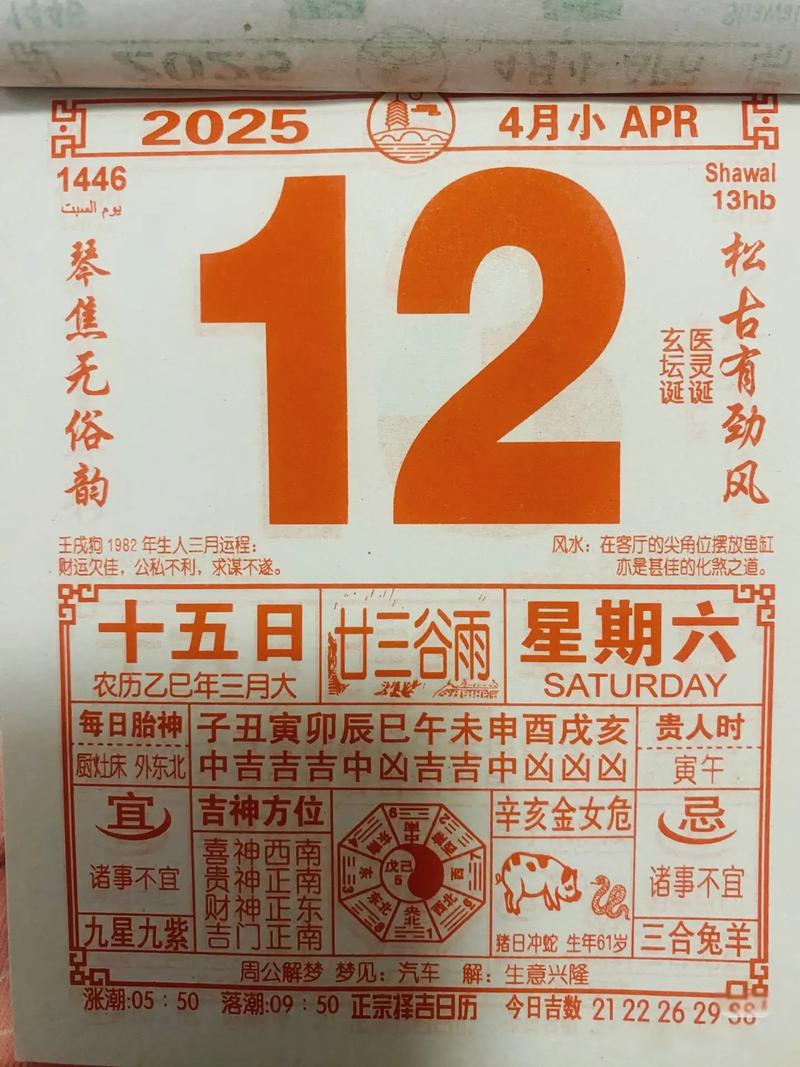 2025
4月小 APR
1446
يوم السبت
Shawal
13hb
12
松古有劲风
琴焦无俗韵
医灵诞
玄坛诞
壬戌狗1982年生人三月运程:
财运欠佳,公私不利,求谋不遂。
风水:在客厅的尖角位摆放鱼缸
亦是甚佳的化煞之道。
十五日
农历乙巳年三月大
廿三谷雨
星期六
SATURDAY
每日胎神
厨灶床 外东北
子丑寅卯辰巳午未申酉戌亥
中吉吉吉中凶吉吉中凶凶凶
贵人时
寅午
宜
诸事不宜
九星九紫
吉神方位
喜神西南
贵神正南
财神正东
吉门正南
戊己
5
辛亥金女危
猪日冲蛇 生年61岁
忌
诸事不宜
三合兔羊
周公解梦 梦见:汽车 解:生意兴隆
涨潮:05:50 落潮:09:50 正宗择吉日历 今日吉数 21 22 26 29